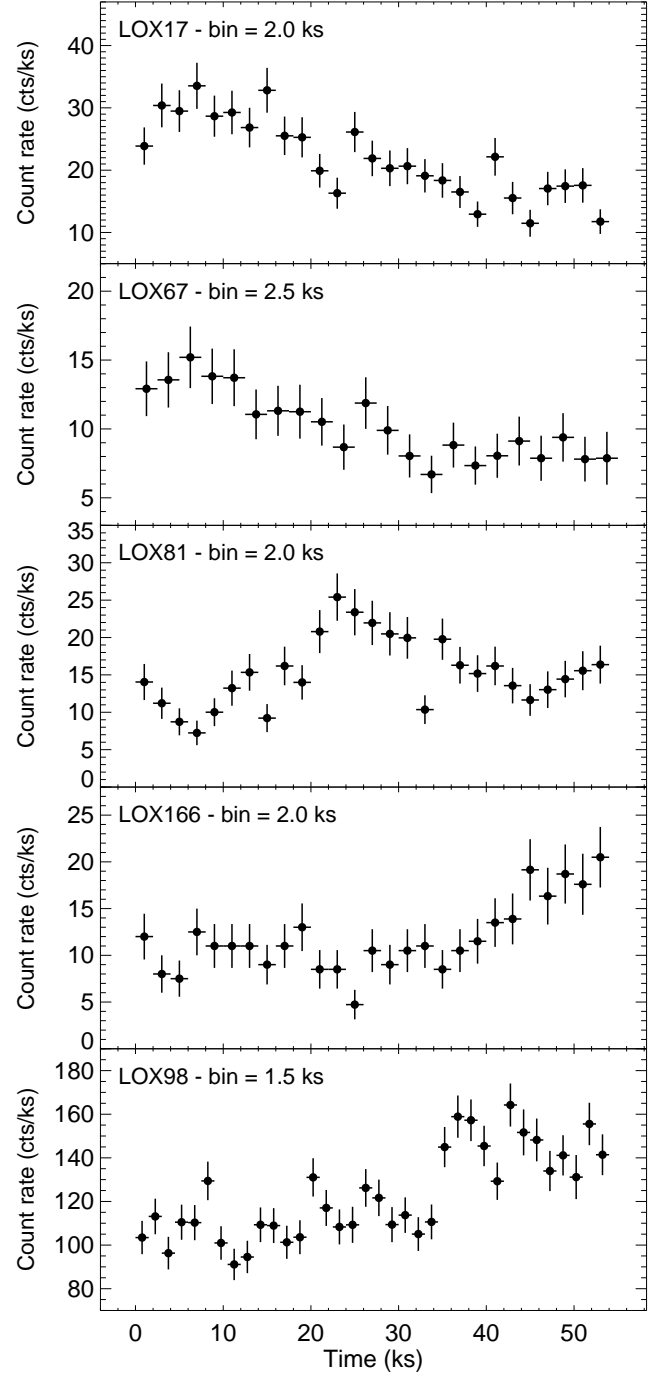 LOX17 - bin = 2.0 ks
Count rate (cts/ks)
40
30
20
10
LOX67 - bin = 2.5 ks
Count rate (cts/ks)
20
15
10
5
LOX81 - bin = 2.0 ks
Count rate (cts/ks)
35
30
25
20
15
10
5
0
LOX166 - bin = 2.0 ks
Count rate (cts/ks)
25
20
15
10
5
0
LOX98 - bin = 1.5 ks
Count rate (cts/ks)
180
160
140
120
100
80
0 10 20 30 40 50
Time (ks)